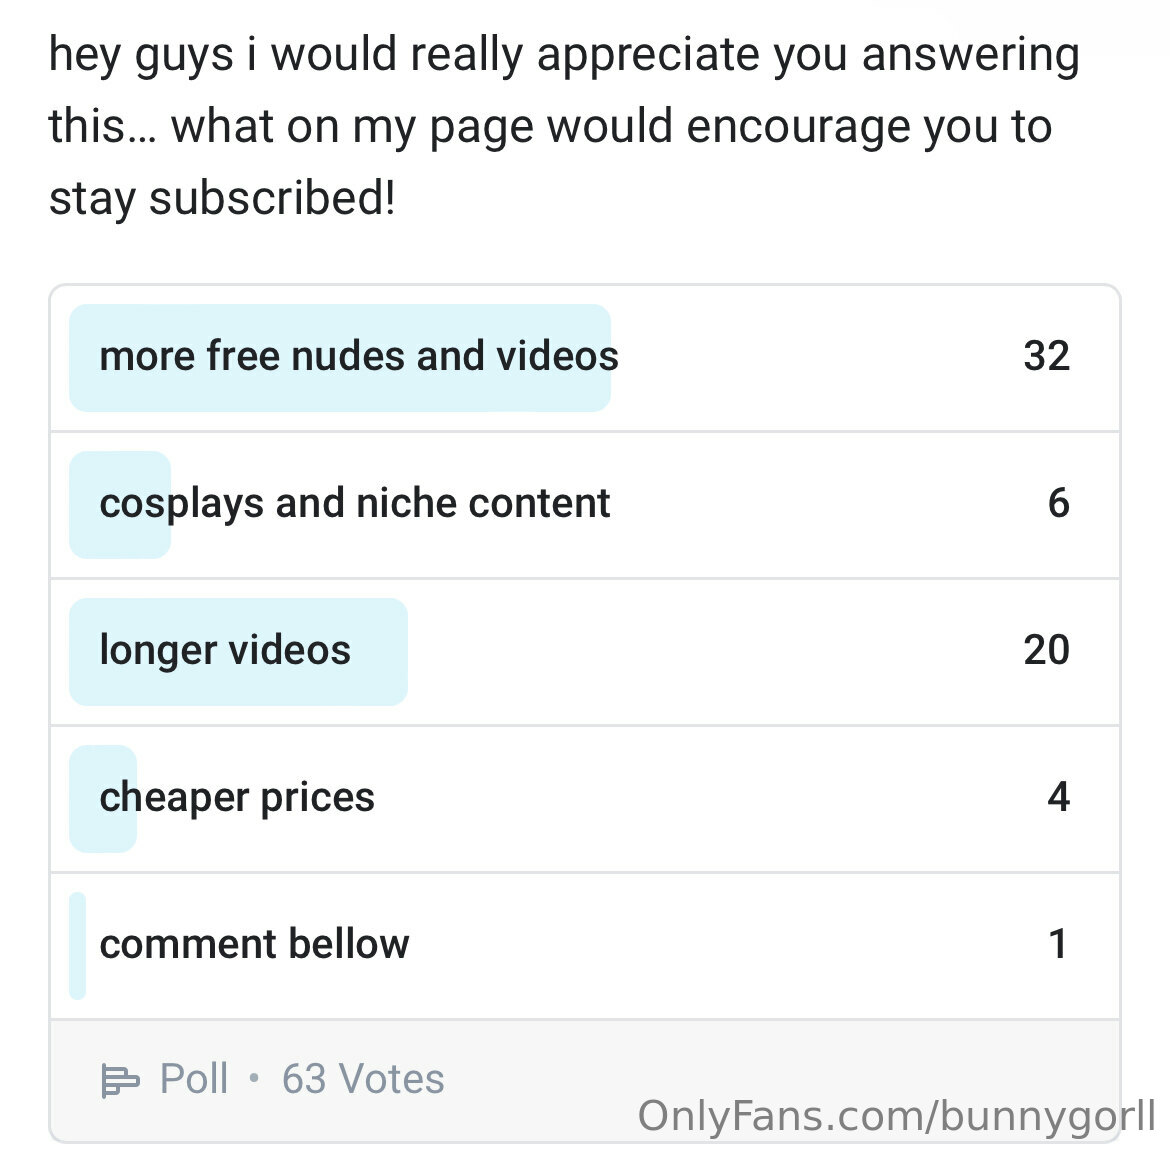 hey guys i would really appreciate you answering
this... what on my page would encourage you to
stay subscribed!
more free nudes and videos 32
cosplays and niche content 6
longer videos 20
cheaper prices 4
comment bellow 1
Poll • 63 Votes
OnlyFans.com/bunnygorll